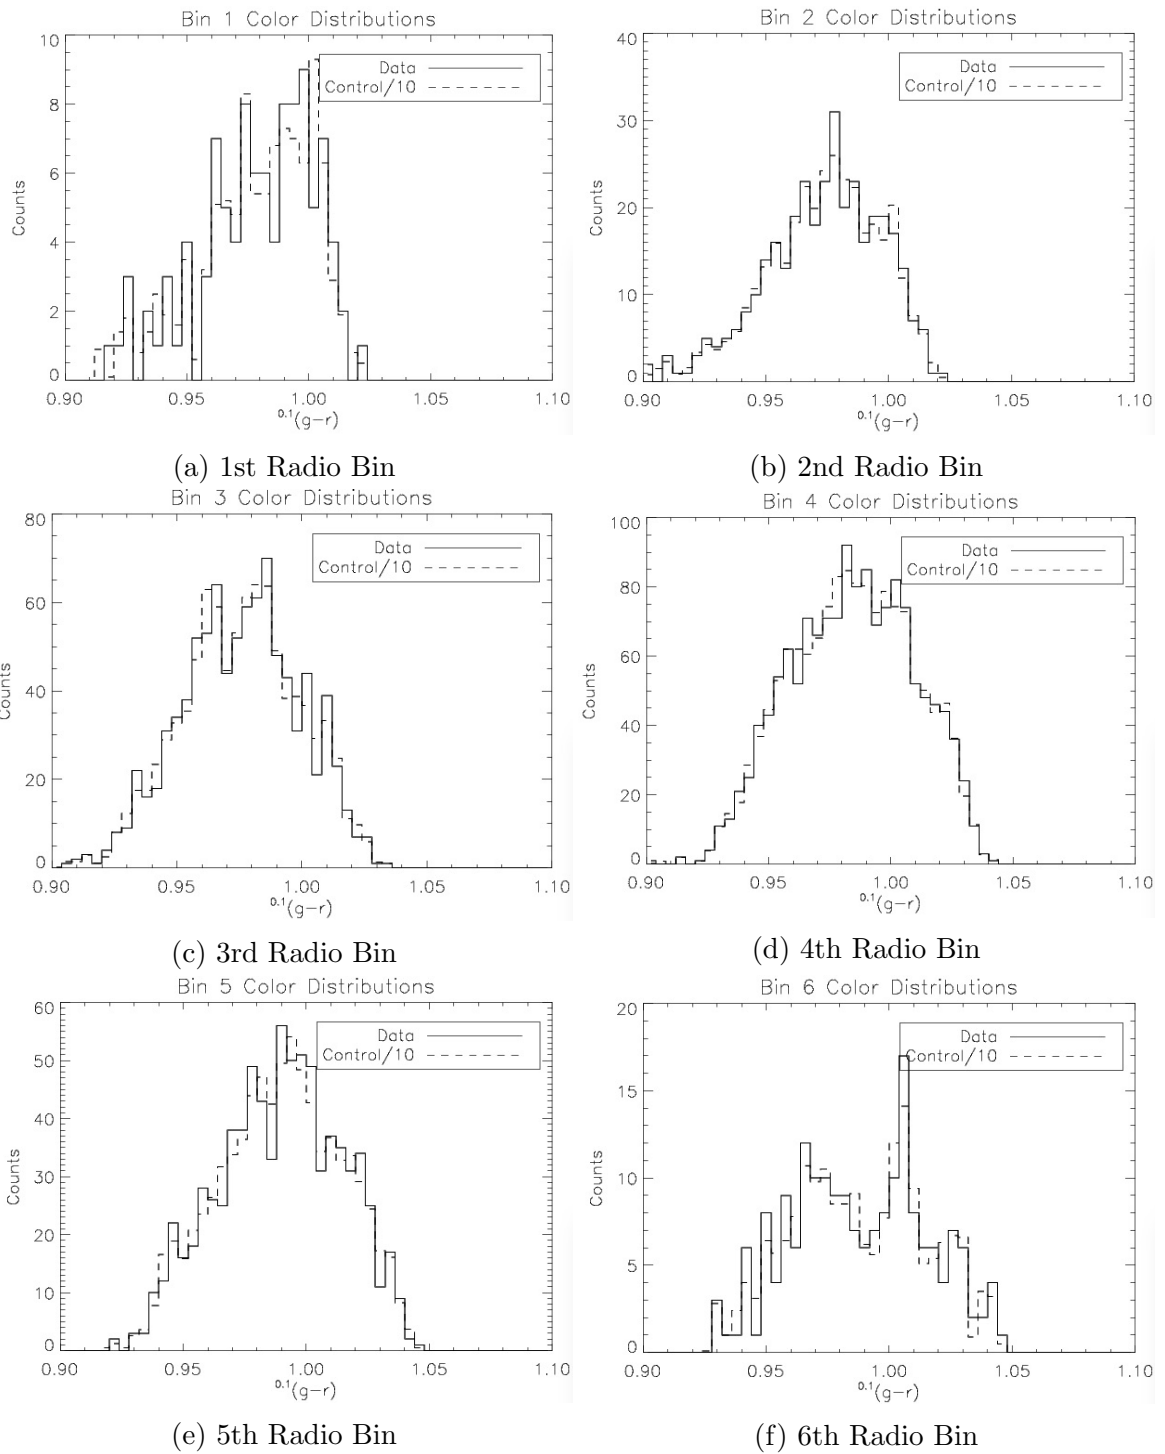 Bin 1 Color Distributions
10
8
6
4
2
0
Counts
Data
Control/10
0.90 0.95 1.00 1.05 1.10
0.1(g-r)
(a) 1st Radio Bin
Bin 2 Color Distributions
40
30
20
10
0
Counts
Data
Control/10
0.90 0.95 1.00 1.05 1.10
0.1(g-r)
(b) 2nd Radio Bin
Bin 3 Color Distributions
80
60
40
20
0
Counts
Data
Control/10
0.90 0.95 1.00 1.05 1.10
0.1(g-r)
(c) 3rd Radio Bin
Bin 4 Color Distributions
100
80
60
40
20
0
Counts
Data
Control/10
0.90 0.95 1.00 1.05 1.10
0.1(g-r)
(d) 4th Radio Bin
Bin 5 Color Distributions
60
50
40
30
20
10
0
Counts
Data
Control/10
0.90 0.95 1.00 1.05 1.10
0.1(g-r)
(e) 5th Radio Bin
Bin 6 Color Distributions
20
15
10
5
0
Counts
Data
Control/10
0.90 0.95 1.00 1.05 1.10
0.1(g-r)
(f) 6th Radio Bin